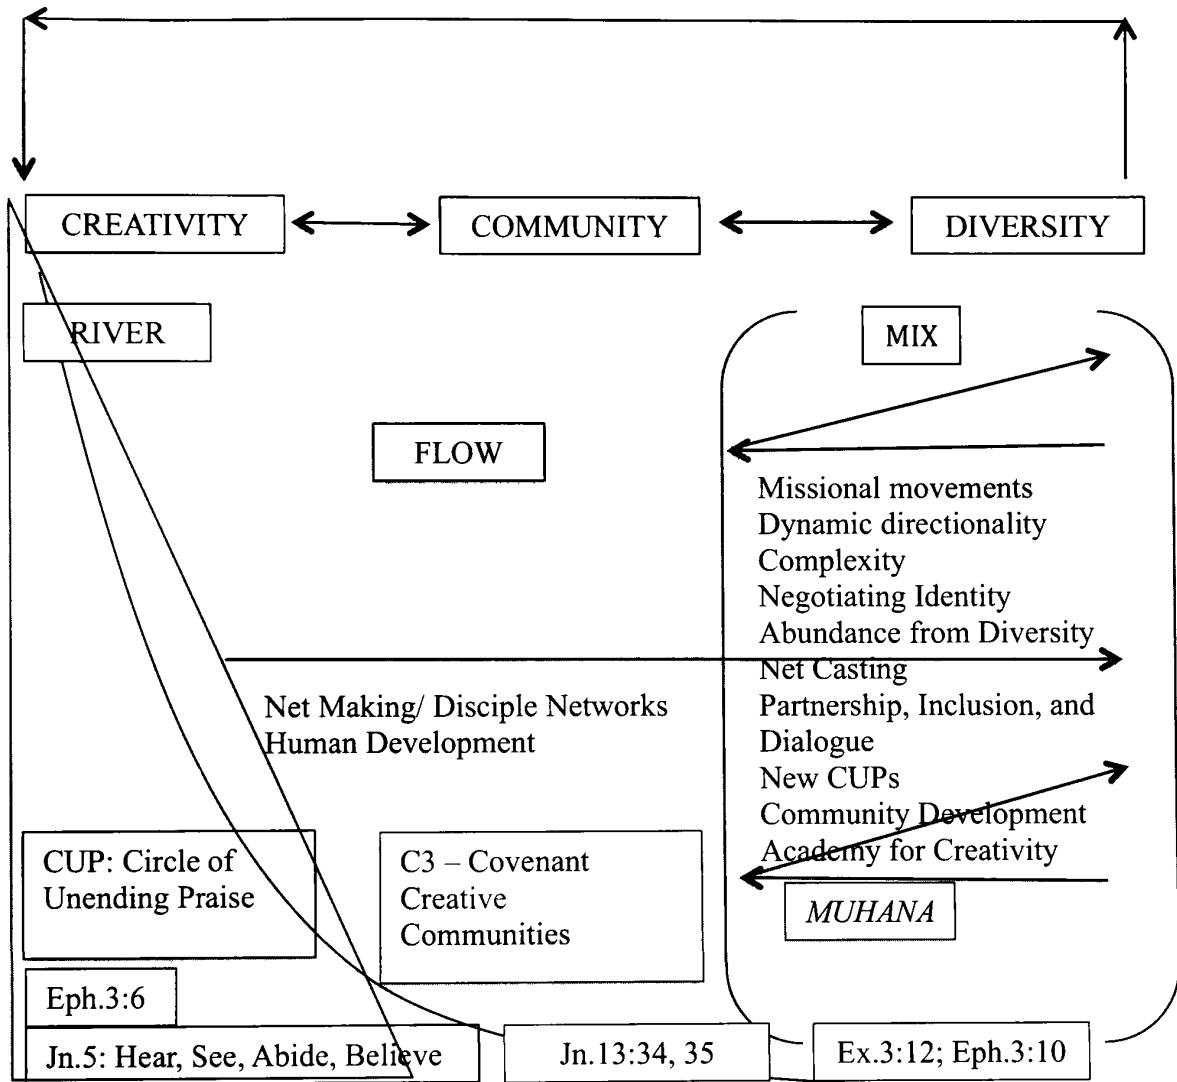 CREATIVITY
COMMUNITY
DIVERSITY
RIVER
MIX
FLOW
Missional movements
Dynamic directionality
Complexity
Negotiating Identity
Abundance from Diversity
Net Casting
Partnership, Inclusion, and
Dialogue
New CUPs
Community Development
Academy for Creativity
Net Making/ Disciple Networks
Human Development
CUP: Circle of
Unending Praise
C3 – Covenant
Creative
Communities
MUHANA
Eph.3:6
Jn.5: Hear, See, Abide, Believe
Jn.13:34, 35
Ex.3:12; Eph.3:10